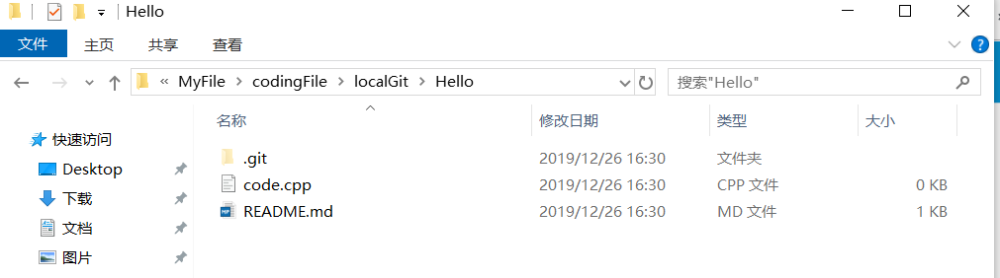 Hello
文件 主页 共享 查看
« MyFile > codingFile > localGit > Hello 搜索"Hello"
名称 修改日期 类型 大小
快速访问
Desktop
下载
文档
图片
.git 2019/12/26 16:30 文件夹
code.cpp 2019/12/26 16:30 CPP 文件 0 KB
README.md 2019/12/26 16:30 MD 文件 1 KB